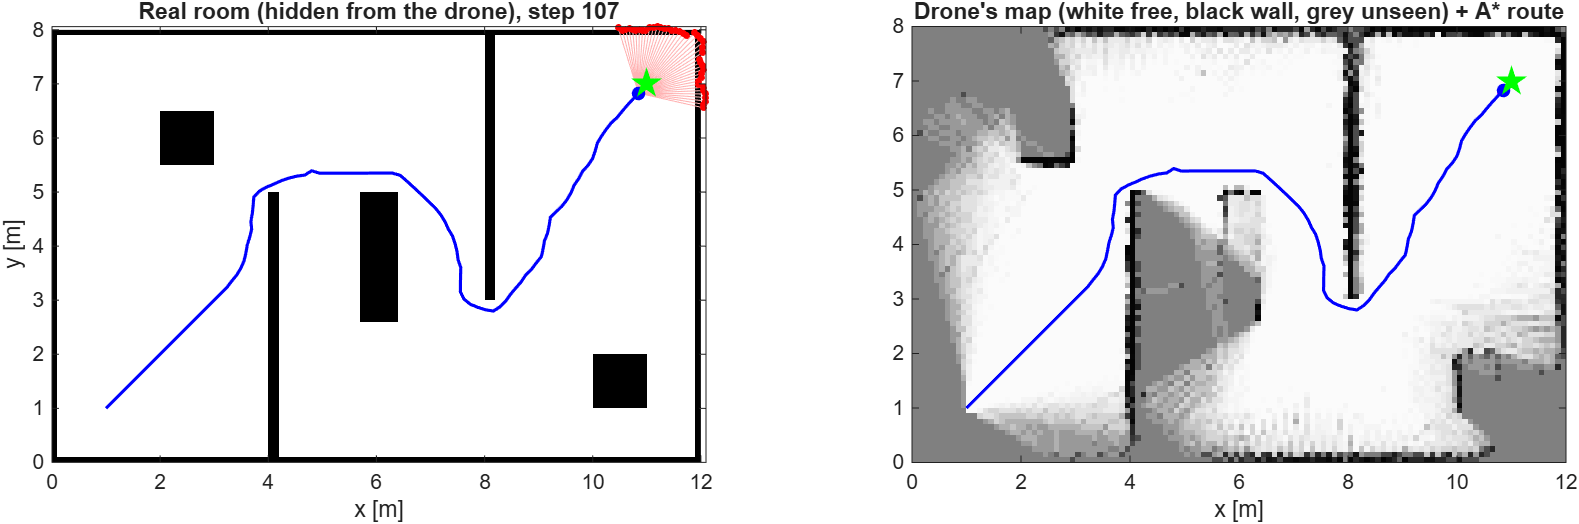 Real room (hidden from the drone), step 107
8
7
6
5
4
3
2
1
0
y [m]
0 2 4 6 8 10 12
x [m]
Drone's map (white free, black wall, grey unseen) + A* route
8
7
6
5
4
3
2
1
0
0 2 4 6 8 10 12
x [m]